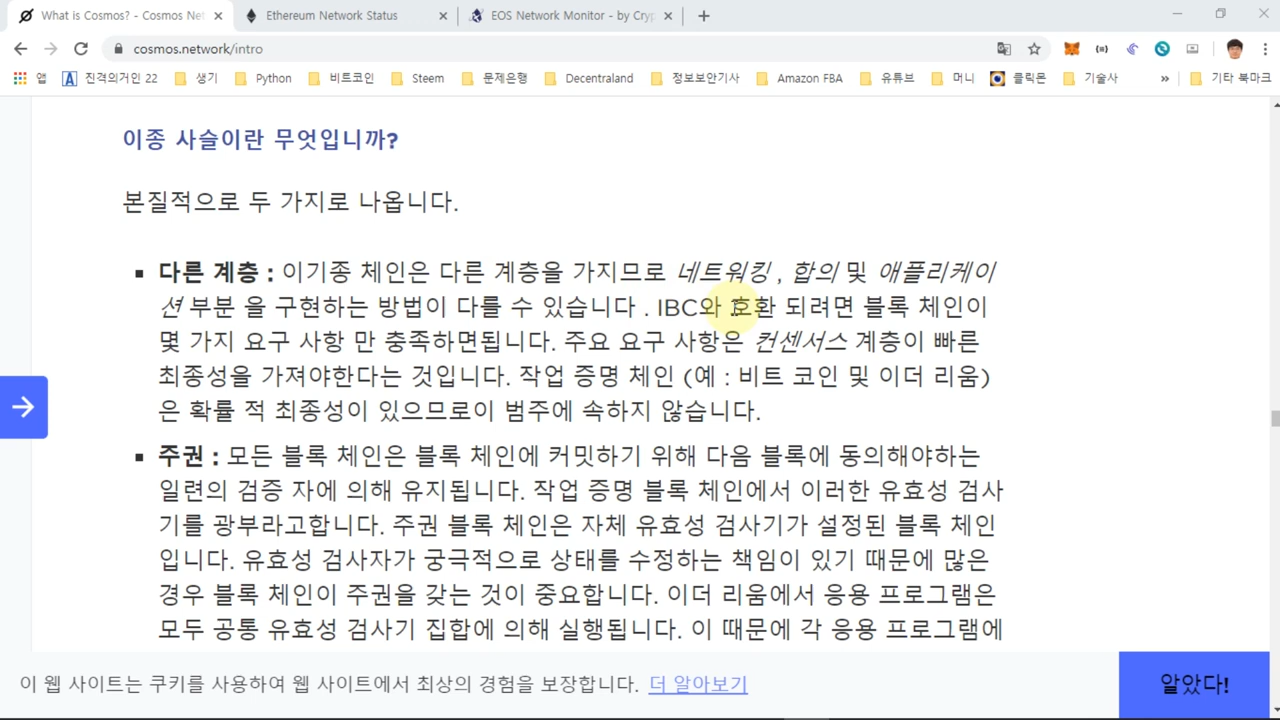 What is Cosmos? - Cosmos Net
Ethereum Network Status
EOS Network Monitor - by Cryp
cosmos.network/intro
앱
진격의거인 22
생기
Python
비트코인
Steem
문제은행
Decentraland
정보보안기사
Amazon FBA
유튜브
머니
클릭몬
기술사
»
기타 북마크
이종 사슬이란 무엇입니까?
본질적으로 두 가지로 나옵니다.
▪ 다른 계층 : 이기종 체인은 다른 계층을 가지므로 네트워킹 , 합의 및 애플리케이
션 부분 을 구현하는 방법이 다를 수 있습니다 . IBC와 호환 되려면 블록 체인이
몇 가지 요구 사항 만 충족하면됩니다. 주요 요구 사항은 컨센서스 계층이 빠른
최종성을 가져야한다는 것입니다. 작업 증명 체인 (예 : 비트 코인 및 이더 리움)
은 확률 적 최종성이 있으므로이 범주에 속하지 않습니다.
▪ 주권 : 모든 블록 체인은 블록 체인에 커밋하기 위해 다음 블록에 동의해야하는
일련의 검증 자에 의해 유지됩니다. 작업 증명 블록 체인에서 이러한 유효성 검사
기를 광부라고합니다. 주권 블록 체인은 자체 유효성 검사기가 설정된 블록 체인
입니다. 유효성 검사자가 궁극적으로 상태를 수정하는 책임이 있기 때문에 많은
경우 블록 체인이 주권을 갖는 것이 중요합니다. 이더 리움에서 응용 프로그램은
모두 공통 유효성 검사기 집합에 의해 실행됩니다. 이 때문에 각 응용 프로그램에
이 웹 사이트는 쿠키를 사용하여 웹 사이트에서 최상의 경험을 보장합니다. 더 알아보기
알았다!